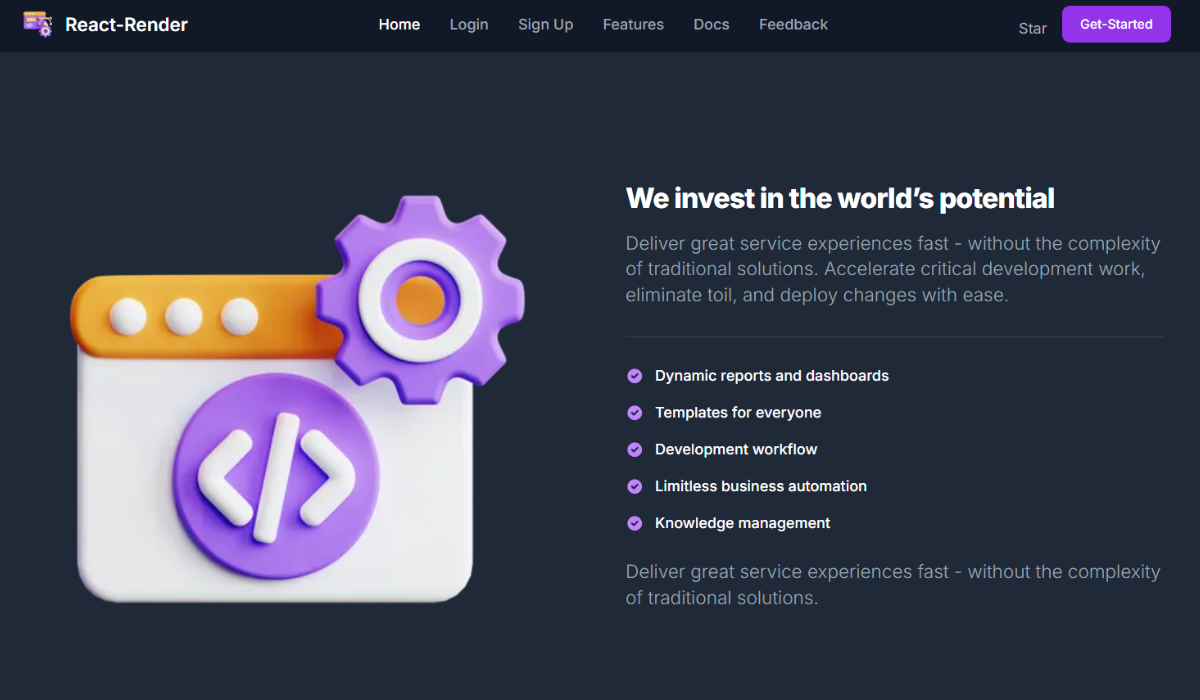 React-Render
Home
Login
Sign Up
Features
Docs
Feedback
Star
Get-Started
We invest in the world’s potential
Deliver great service experiences fast - without the complexity
of traditional solutions. Accelerate critical development work,
eliminate toil, and deploy changes with ease.
Dynamic reports and dashboards
Templates for everyone
Development workflow
Limitless business automation
Knowledge management
Deliver great service experiences fast - without the complexity
of traditional solutions.